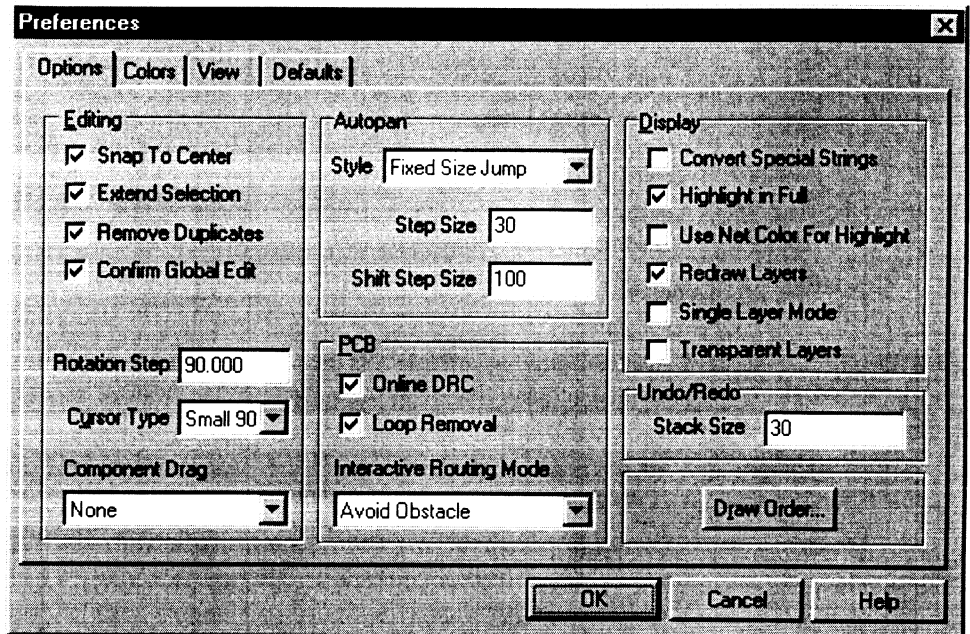 Preferences
Options Colors View Defaults
Editing
Snap To Center
Extend Selection
Remove Duplicates
Confirm Global Edit
Rotation Step 90.000
Cursor Type Small 90
Component Drag
None
Autopan
Style Fixed Size Jump
Step Size 30
Shift Step Size 100
PCB
Online DRC
Loop Removal
Interactive Routing Mode
Avoid Obstacle
Display
Convert Special Strings
Highlight in Full
Use Net Color For Highlight
Redraw Layers
Single Layer Mode
Transparent Layers
Undo/Redo
Stack Size 30
Draw Order...
OK Cancel Help